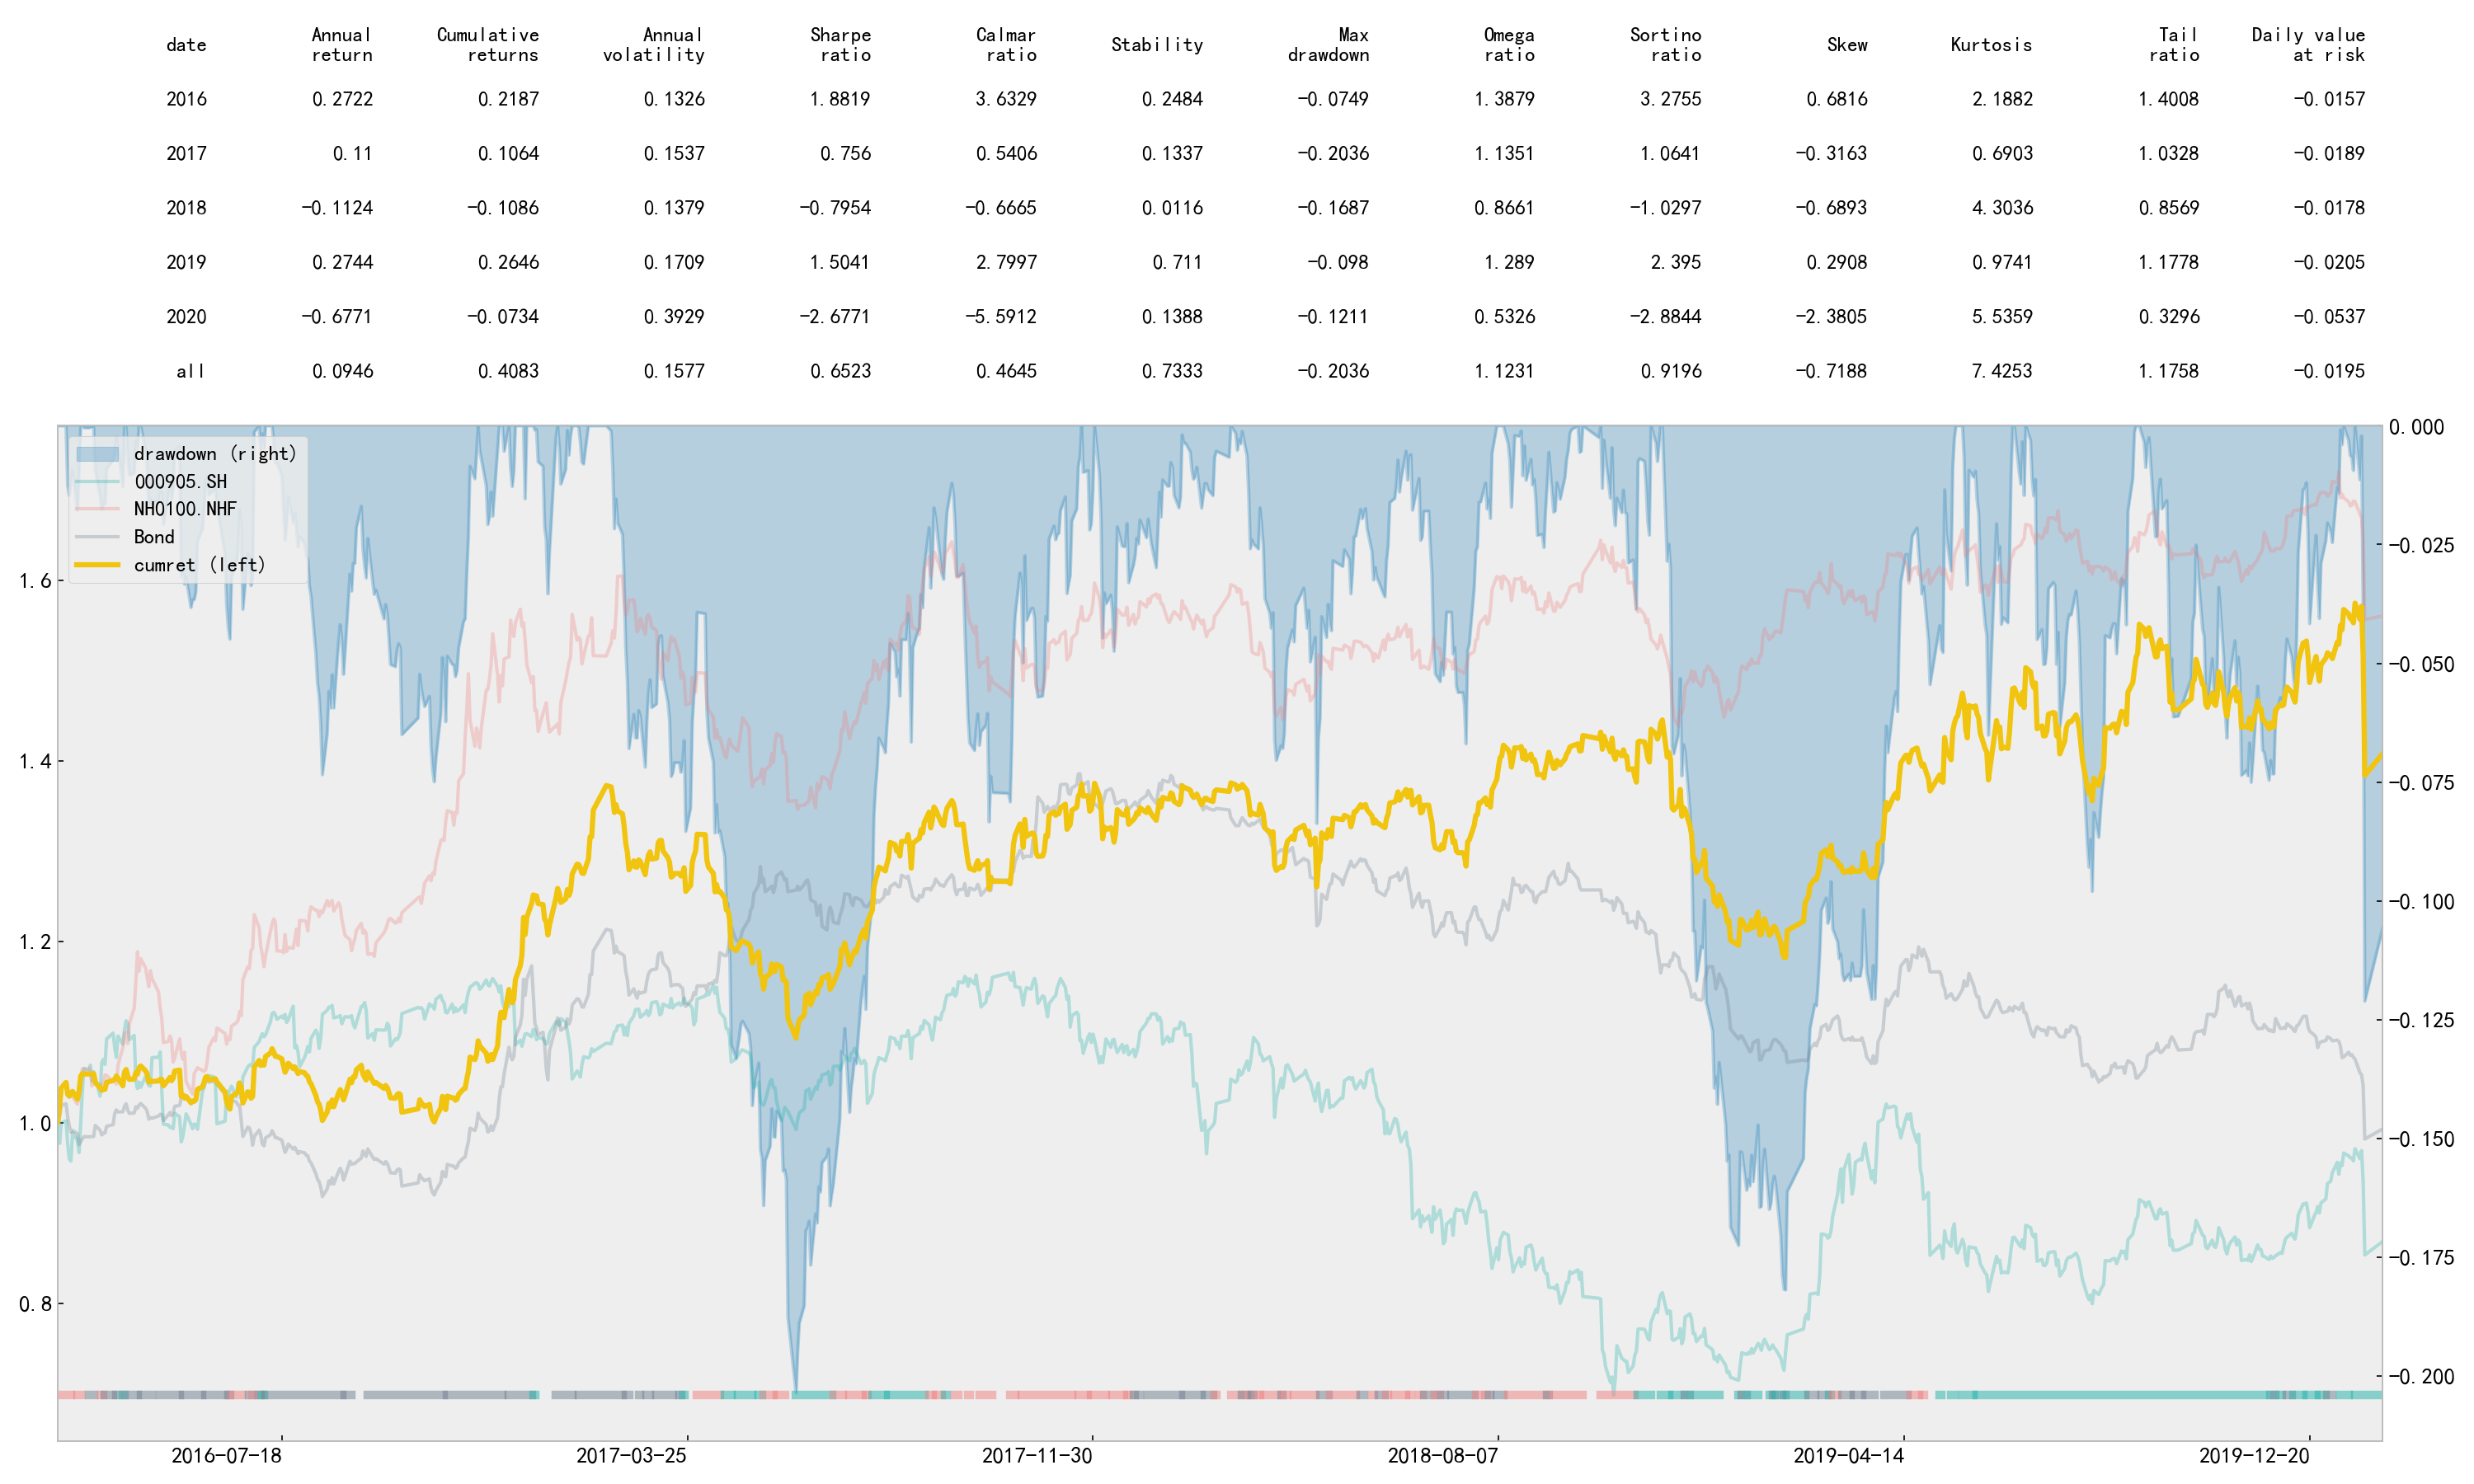 date Annual return Cumulative returns Annual volatility Sharpe ratio Calmar ratio Stability Max drawdown Omega ratio Sortino ratio Skew Kurtosis Tail ratio Daily value at risk
2016 0.2722 0.2187 0.1326 1.8819 3.6329 0.2484 −0.0749 1.3879 3.2755 0.6816 2.1882 1.4008 −0.0157
2017 0.11 0.1064 0.1537 0.756 0.5406 0.1337 −0.2036 1.1351 1.0641 −0.3163 0.6903 1.0328 −0.0189
2018 −0.1124 −0.1086 0.1379 −0.7954 −0.6665 0.0116 −0.1687 0.8661 −1.0297 −0.6893 4.3036 0.8569 −0.0178
2019 0.2744 0.2646 0.1709 1.5041 2.7997 0.711 −0.098 1.289 2.395 0.2908 0.9741 1.1778 −0.0205
2020 −0.6771 −0.0734 0.3929 −2.6771 −5.5912 0.1388 −0.1211 0.5326 −2.8844 −2.3805 5.5359 0.3296 −0.0537
all 0.0946 0.4083 0.1577 0.6523 0.4645 0.7333 −0.2036 1.1231 0.9196 −0.7188 7.4253 1.1758 −0.0195
drawdown (right)
000905.SH
NH0100.NHF
Bond
cumret (left)
1.6
1.4
1.2
1.0
0.8
0.000
−0.025
−0.050
−0.075
−0.100
−0.125
−0.150
−0.175
−0.200
2016−07−18 2017−03−25 2017−11−30 2018−08−07 2019−04−14 2019−12−20